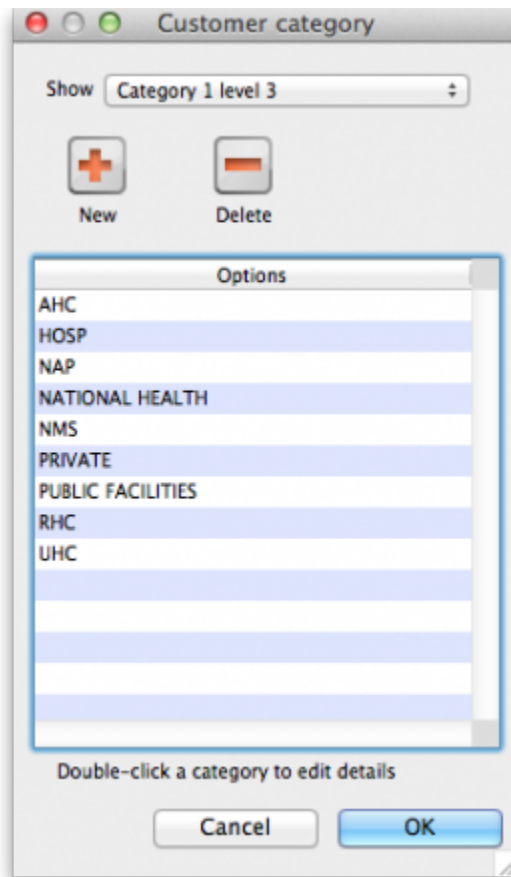 Customer category
Show Category 1 level 3
New Delete
Options
AHC
HOSP
NAP
NATIONAL HEALTH
NMS
PRIVATE
PUBLIC FACILITIES
RHC
UHC
Double-click a category to edit details
Cancel OK